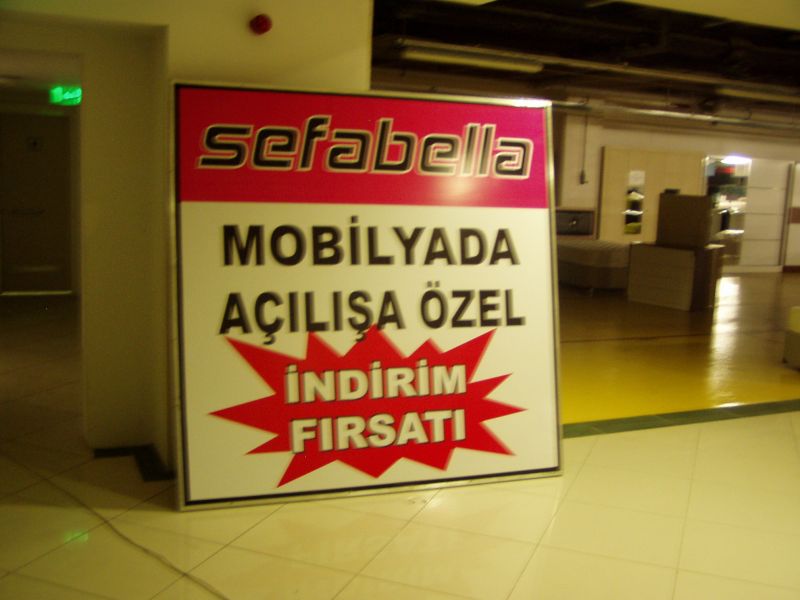 sefabella
MOBİLYADA
AÇILIŞA ÖZEL
İNDİRİM
FIRSATI